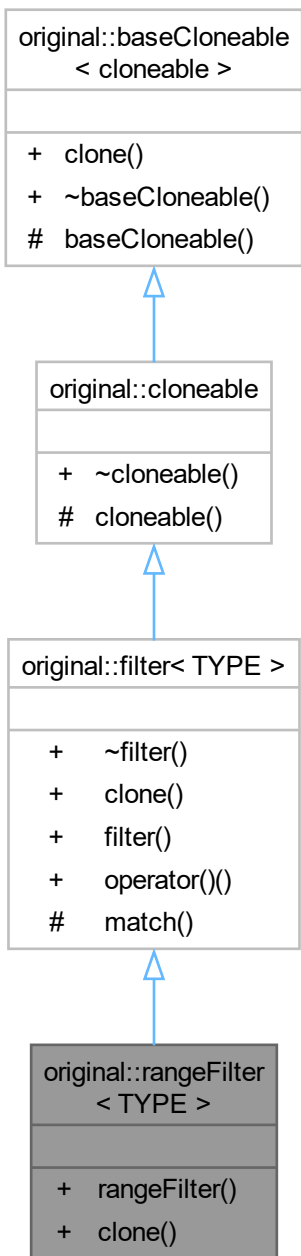 original::baseCloneable
< cloneable >
+ clone()
+ ~baseCloneable()
# baseCloneable()
original::cloneable
+ ~cloneable()
# cloneable()
original::filter< TYPE >
+ ~filter()
+ clone()
+ filter()
+ operator()()
# match()
original::rangeFilter
< TYPE >
+ rangeFilter()
+ clone()